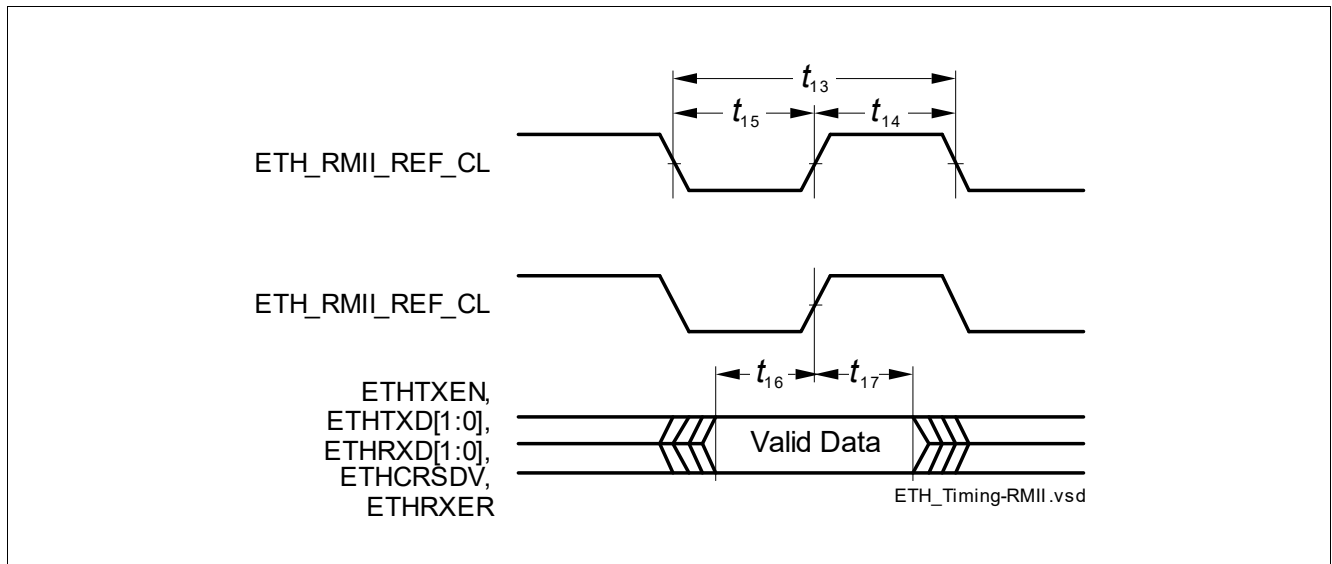 t13
t15
t14
ETH_RMII_REF_CL
ETH_RMII_REF_CL
t16
t17
ETHTXEN,
ETHTXD[1:0],
ETHRXD[1:0],
ETHCRSDV,
ETHRXER
Valid Data
ETH_Timing-RMII.vsd